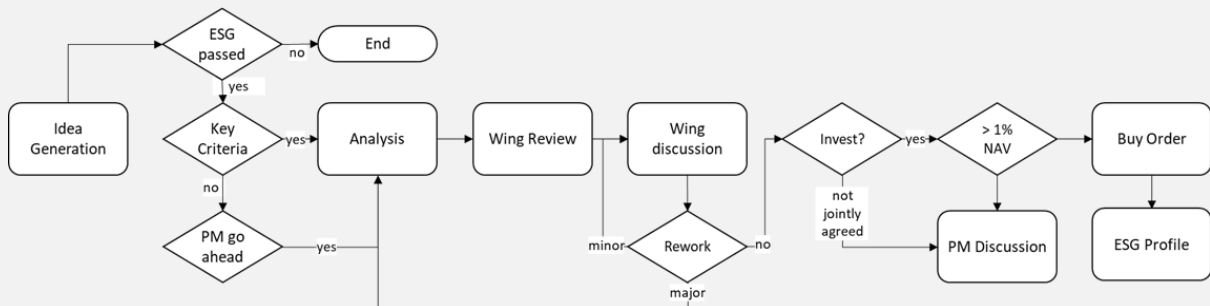 ESG
passed
no
End
yes
Idea
Generation
Key
Criteria
yes
Analysis
Wing Review
Wing
discussion
Invest?
yes
> 1%
NAV
Buy Order
no
PM go
ahead
yes
minor
Rework
no
major
not
jointly
agreed
PM Discussion
ESG Profile